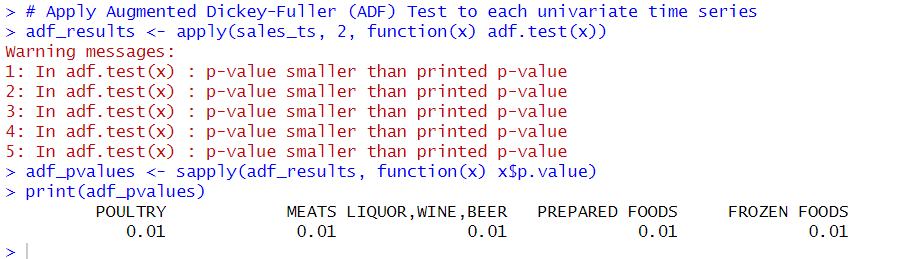 > # Apply Augmented Dickey-Fuller (ADF) Test to each univariate time series
> adf_results <- apply(sales_ts, 2, function(x) adf.test(x))
Warning messages:
1: In adf.test(x) : p-value smaller than printed p-value
2: In adf.test(x) : p-value smaller than printed p-value
3: In adf.test(x) : p-value smaller than printed p-value
4: In adf.test(x) : p-value smaller than printed p-value
5: In adf.test(x) : p-value smaller than printed p-value
> adf_pvalues <- sapply(adf_results, function(x) x$p.value)
> print(adf_pvalues)
          POULTRY             MEATS LIQUOR,WINE,BEER    PREPARED FOODS      FROZEN FOODS
             0.01              0.01             0.01              0.01              0.01
>